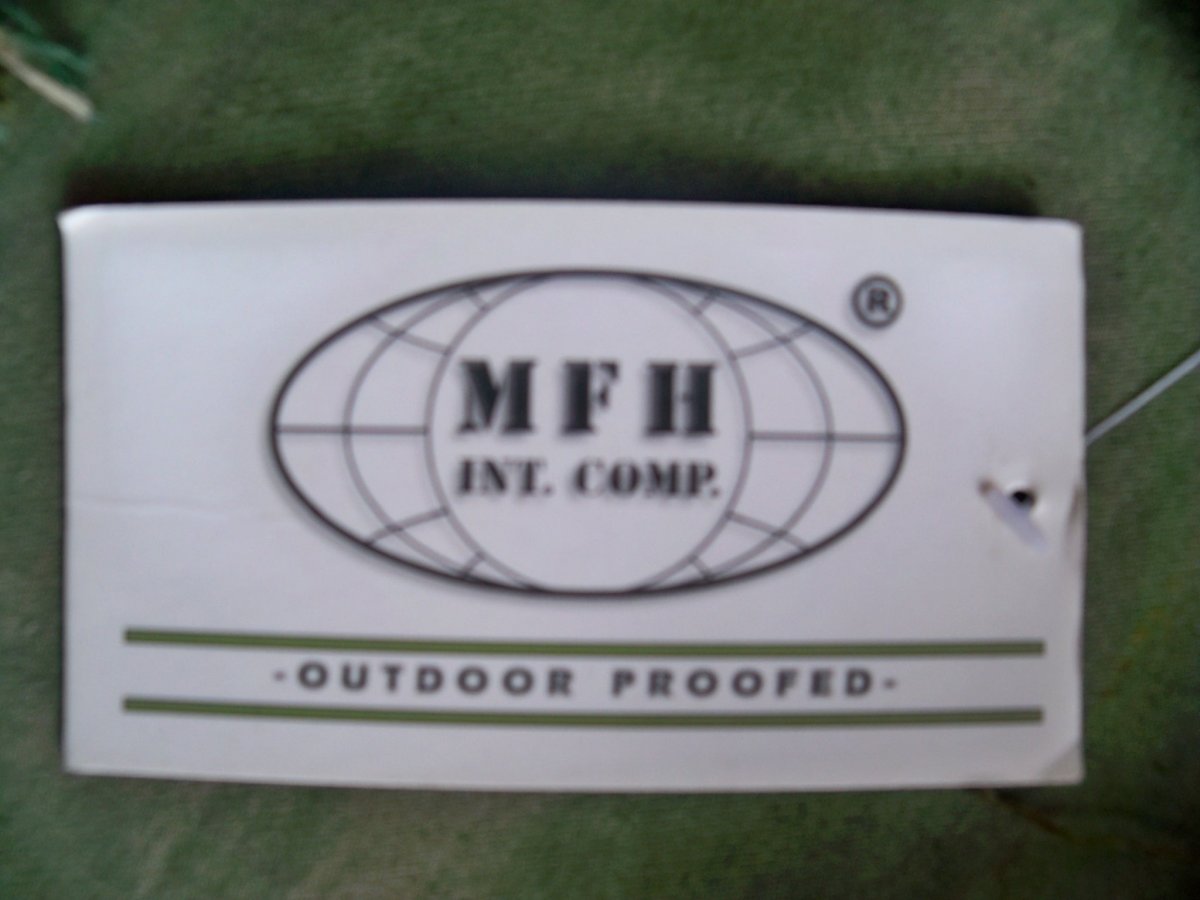 ®
MFH
INT. COMP.
-OUTDOOR PROOFED-